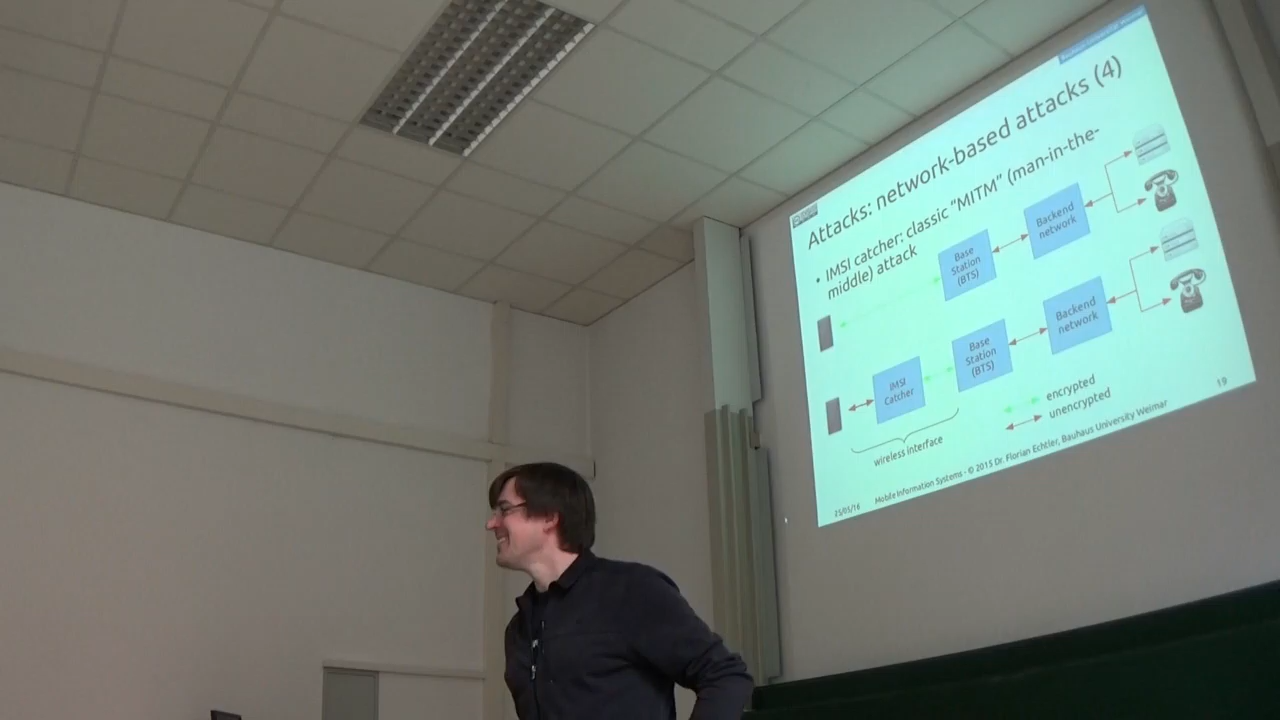 Attacks: network-based attacks (4)
• IMSI catcher: classic "MITM" (man-in-the-
middle) attack
Base
Station
(BTS)
Backend
network
IMSI
Catcher
Base
Station
(BTS)
Backend
network
wireless interface
encrypted
unencrypted
25/05/16
Mobile Information Systems - © 2015 Dr. Florian Echtler, Bauhaus University Weimar
19